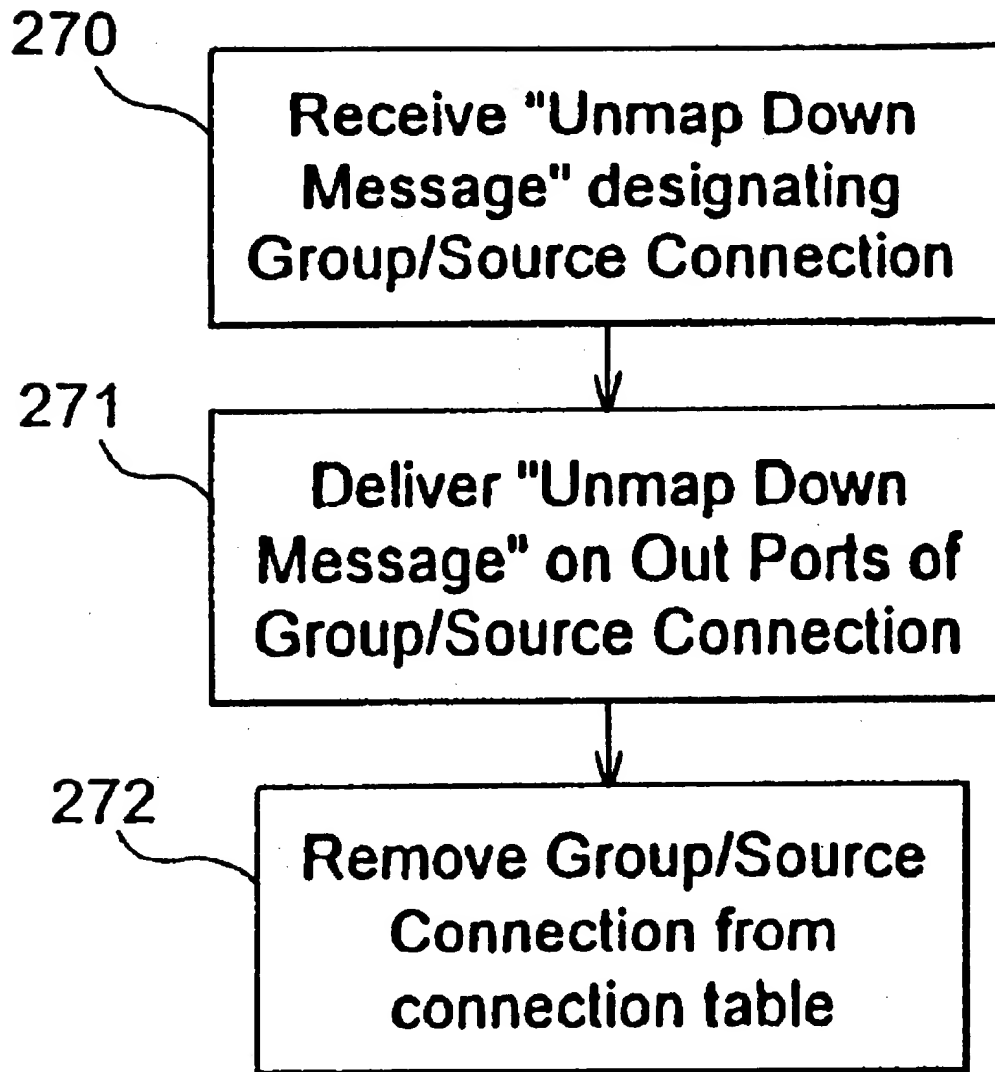 270
Receive "Unmap Down
Message" designating
Group/Source Connection
271
Deliver "Unmap Down
Message" on Out Ports of
Group/Source Connection
272
Remove Group/Source
Connection from
connection table